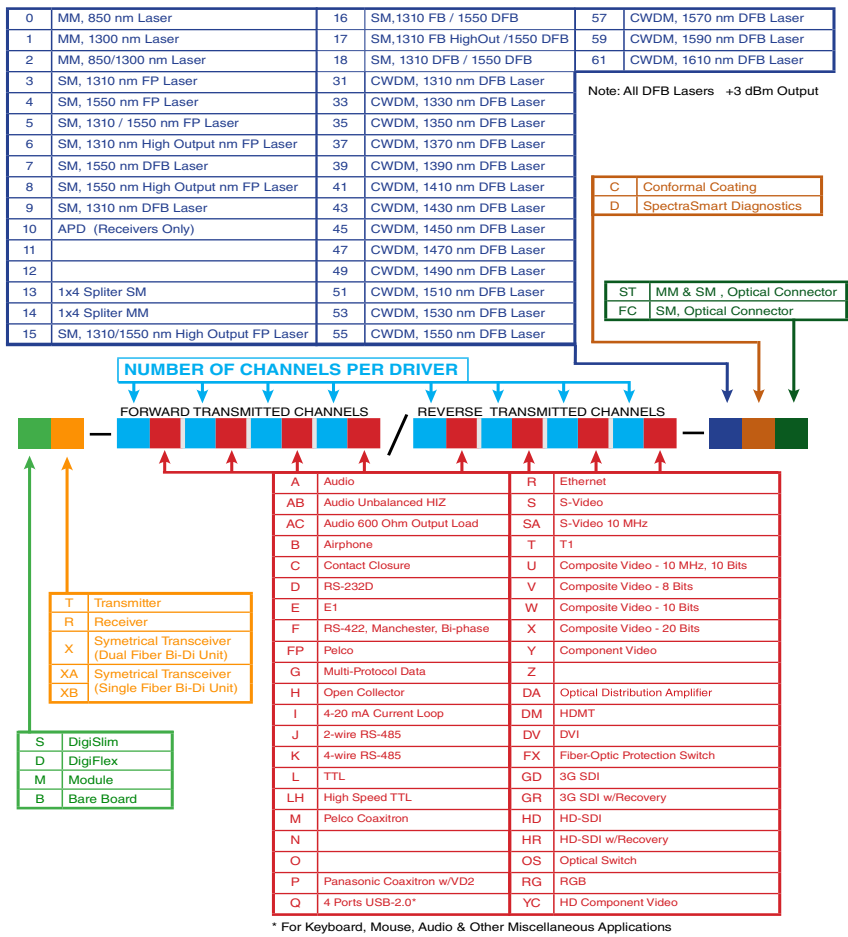 0 MM, 850 nm Laser 16 SM,1310 FB / 1550 DFB 57 CWDM, 1570 nm DFB Laser
1 MM, 1300 nm Laser 17 SM,1310 FB HighOut /1550 DFB 59 CWDM, 1590 nm DFB Laser
2 MM, 850/1300 nm Laser 18 SM, 1310 DFB / 1550 DFB 61 CWDM, 1610 nm DFB Laser
3 SM, 1310 nm FP Laser 31 CWDM, 1310 nm DFB Laser
Note: All DFB Lasers +3 dBm Output
4 SM, 1550 nm FP Laser 33 CWDM, 1330 nm DFB Laser
5 SM, 1310 / 1550 nm FP Laser 35 CWDM, 1350 nm DFB Laser
6 SM, 1310 nm High Output nm FP Laser 37 CWDM, 1370 nm DFB Laser
7 SM, 1550 nm DFB Laser 39 CWDM, 1390 nm DFB Laser
8 SM, 1550 nm High Output nm FP Laser 41 CWDM, 1410 nm DFB Laser
9 SM, 1310 nm DFB Laser 43 CWDM, 1430 nm DFB Laser
10 APD (Receivers Only) 45 CWDM, 1450 nm DFB Laser
11 47 CWDM, 1470 nm DFB Laser
12 49 CWDM, 1490 nm DFB Laser
13 1x4 Spliter SM 51 CWDM, 1510 nm DFB Laser
14 1x4 Spliter MM 53 CWDM, 1530 nm DFB Laser
15 SM, 1310/1550 nm High Output FP Laser 55 CWDM, 1550 nm DFB Laser
C Conformal Coating
D SpectraSmart Diagnostics
ST MM & SM , Optical Connector
FC SM, Optical Connector
NUMBER OF CHANNELS PER DRIVER
FORWARD TRANSMITTED CHANNELS / REVERSE TRANSMITTED CHANNELS
A Audio R Ethernet
AB Audio Unbalanced HIZ S S-Video
AC Audio 600 Ohm Output Load SA S-Video 10 MHz
B Airphone T T1
C Contact Closure U Composite Video - 10 MHz, 10 Bits
D RS-232D V Composite Video - 8 Bits
E E1 W Composite Video - 10 Bits
F RS-422, Manchester, Bi-phase X Composite Video - 20 Bits
FP Pelco Y Component Video
G Multi-Protocol Data Z
H Open Collector DA Optical Distribution Amplifier
I 4-20 mA Current Loop DM HDMT
J 2-wire RS-485 DV DVI
K 4-wire RS-485 FX Fiber-Optic Protection Switch
L TTL GD 3G SDI
LH High Speed TTL GR 3G SDI w/Recovery
M Pelco Coaxitron HD HD-SDI
N HR HD-SDI w/Recovery
O OS Optical Switch
P Panasonic Coaxitron w/VD2 RG RGB
Q 4 Ports USB-2.0* YC HD Component Video
T Transmitter
R Receiver
X Symetrical Transceiver
(Dual Fiber Bi-Di Unit)
XA Symetrical Transceiver
XB (Single Fiber Bi-Di Unit)
S DigiSlim
D DigiFlex
M Module
B Bare Board
* For Keyboard, Mouse, Audio & Other Miscellaneous Applications